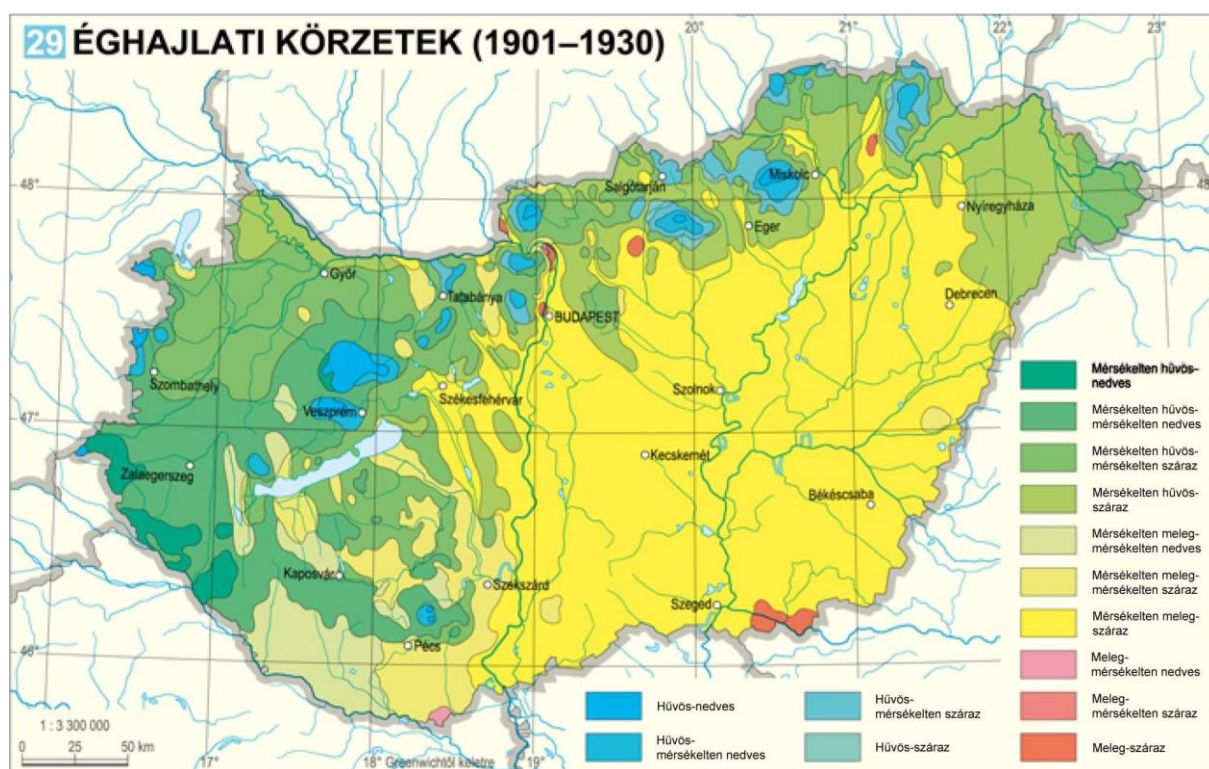 29 ÉGHAJLATI KÖRZETEK (1901–1930)
20°
21°
22°
23°
48°
48°
Salgótarján
Miskolc
Nyíregyháza
Eger
Győr
Tatabánya
BUDAPEST
Debrecen
Szombathely
Székesfehérvár
Szolnok
47°
Veszprém
Kecskemét
Zalaegerszeg
Békéscsaba
Kaposvár
Szekszárd
Szeged
Pécs
48°
Mérsékelten hűvös-
nedves
Mérsékelten hűvös-
mérsékelten nedves
Mérsékelten hűvös-
mérsékelten száraz
Mérsékelten hűvös-
száraz
Mérsékelten meleg-
mérsékelten nedves
Mérsékelten meleg-
mérsékelten száraz
Mérsékelten meleg-
száraz
Meleg-
mérsékelten nedves
Meleg-
mérsékelten száraz
Meleg-száraz
Hűvös-nedves
Hűvös-
mérsékelten nedves
Hűvös-
mérsékelten száraz
Hűvös-száraz
1 : 3 300 000
0 25 50 km
17°
18° Greenwichtől keletre
19°